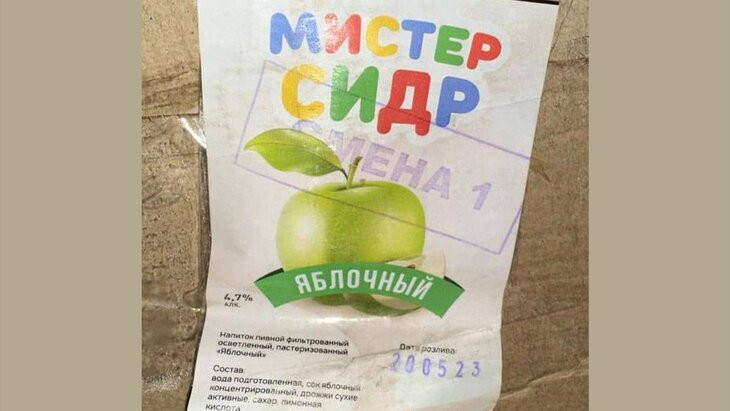 МИСТЕР
СИДР
СМЕНА 1
ЯБЛОЧНЫЙ
4,7%
АЛК.
Напиток пивной фильтрованный
осветленный, пастеризованный
«Яблочный»
Дата розлива:
200523
Состав:
вода подготовленная, сок яблочный
концентрированный, дрожжи сухие
активные, сахар, лимонная
кислота